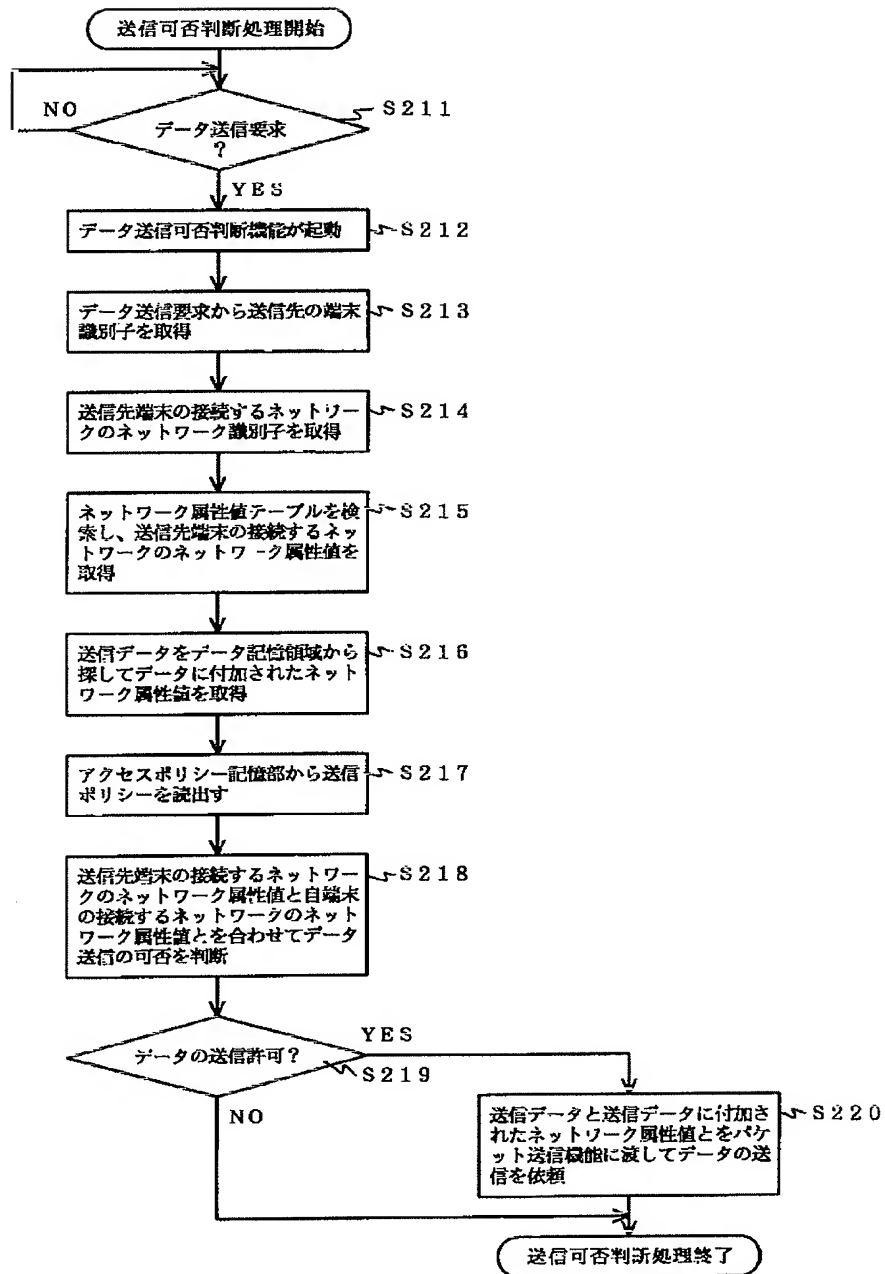 送信可否判断処理開始
NO
S211
データ送信要求
?
YES
データ送信可否判断機能が起動
S212
データ送信要求から送信先の端末
S213
識別子を取得
送信先端末の接続するネットワー
S214
クのネットワーク識別子を取得
ネットワーク属性値テーブルを検
S215
索し、送信先端末の接続するネッ
トワークのネットワーク属性値を
取得
送信データをデータ記憶領域から
S216
探してデータに付加されたネット
ワーク属性値を取得
アクセスポリシー記憶部から送信
S217
ポリシーを読出す
送信先端末の接続するネットワーク
S218
のネットワーク属性値と自端末
の接続するネットワークのネット
ワーク属性値とを合わせてデータ
送信の可否を判断
YES
データの送信許可?
S219
NO
送信データと送信データに付加さ
S220
れたネットワーク属性値とをパケ
ット送信機能に渡してデータの送
信を依頼
送信可否判断処理終了